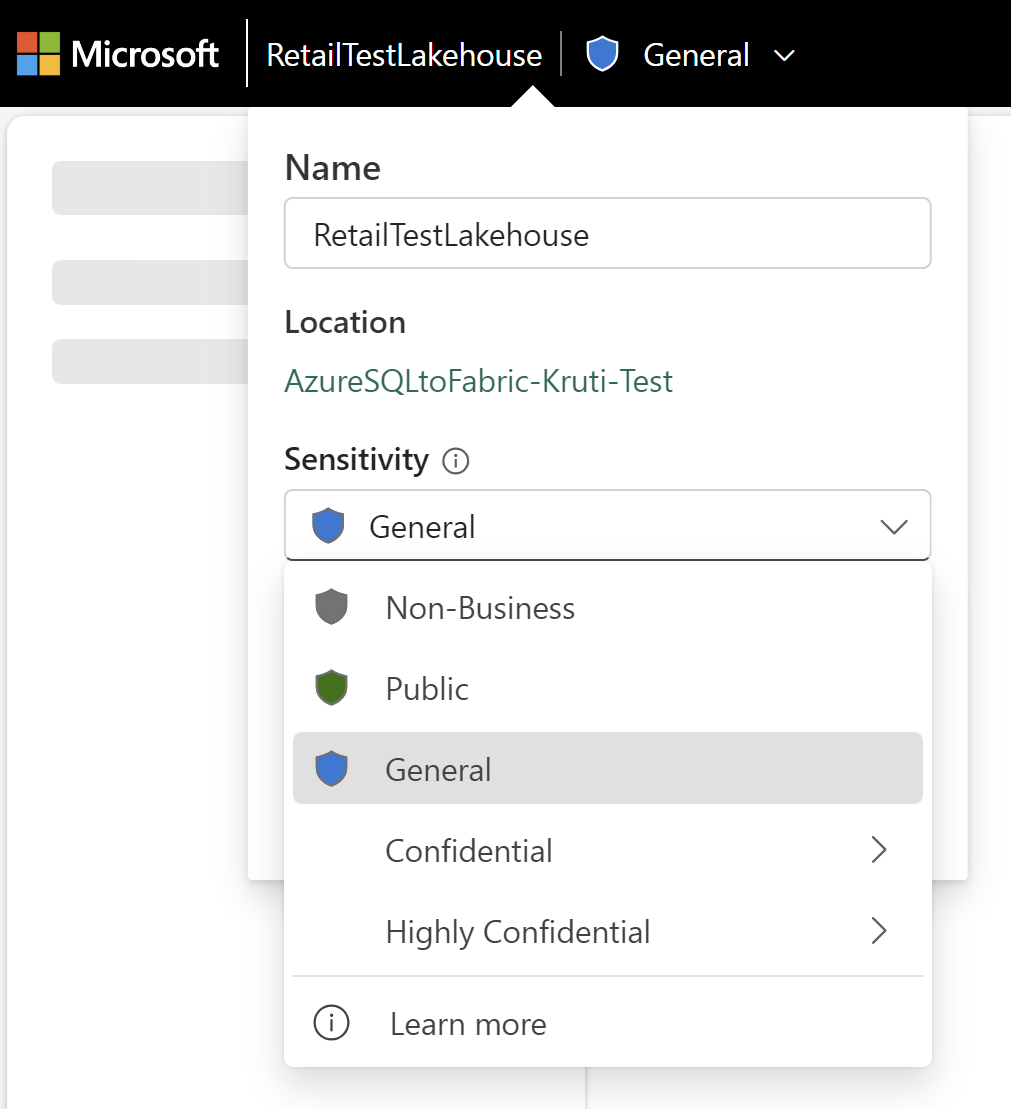 Microsoft RetailTestLakehouse General
Name
RetailTestLakehouse
Location
AzureSQLtoFabric-Kruti-Test
Sensitivity
General
Non-Business
Public
General
Confidential
Highly Confidential
Learn more